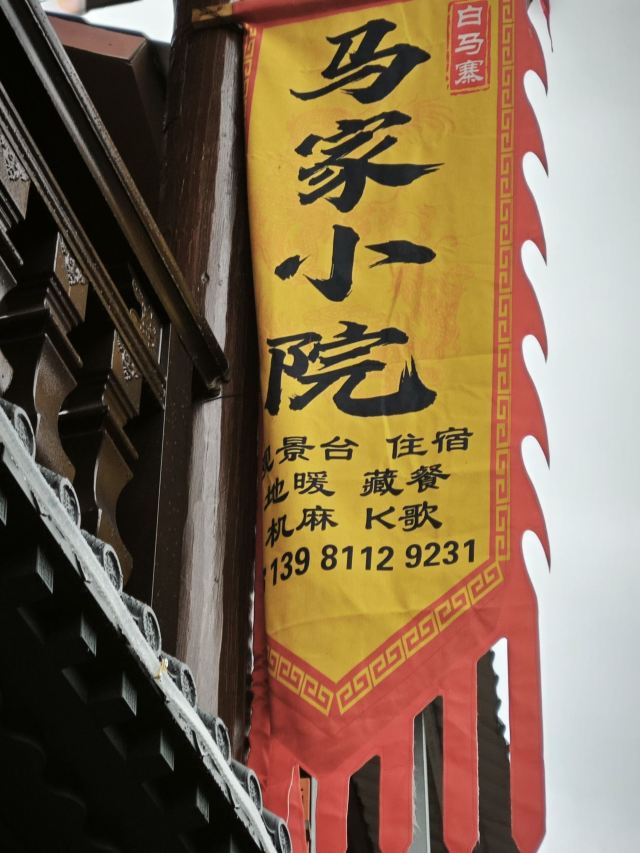 白马寨
马家小院
观景台 住宿
地暖 藏餐
机麻 K歌
139 8112 9231